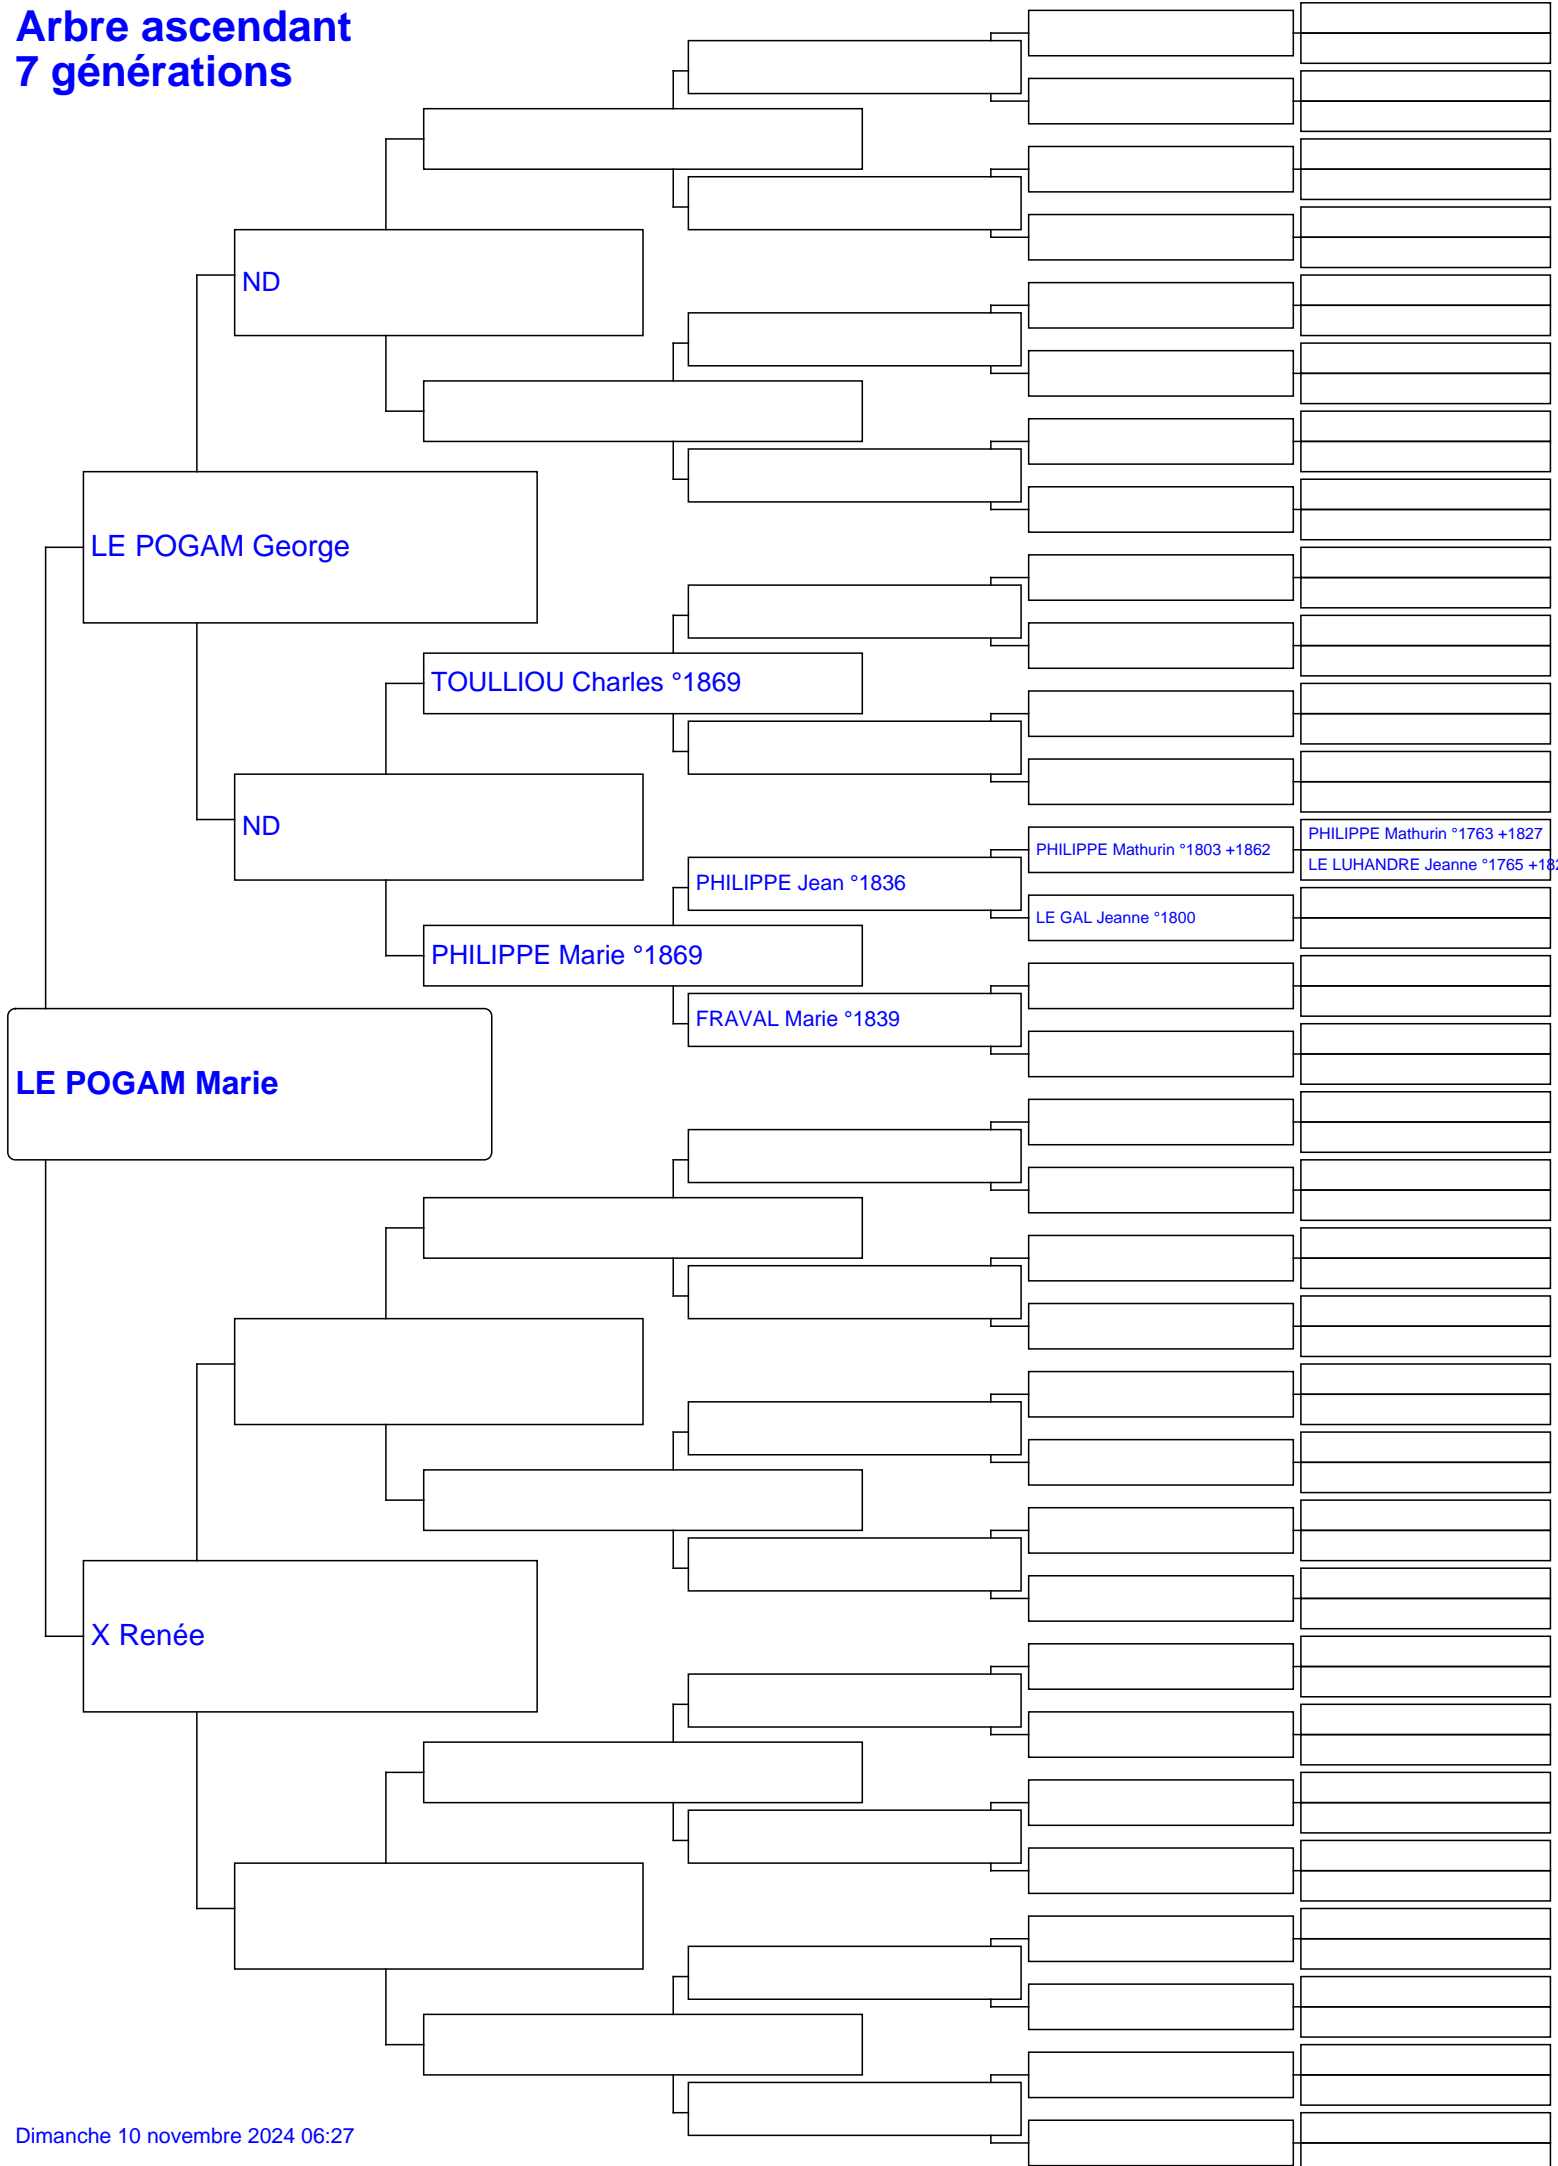 Arbre ascendant
7 générations
ND
LE POGAM George
TOULLIOU Charles °1869
ND
PHILIPPE Mathurin °1763 +1827
PHILIPPE Mathurin °1803 +1862
LE LUHANDRE Jeanne °1765
PHILIPPE Jean °1836
LE GAL Jeanne °1800
PHILIPPE Marie °1869
FRAVAL Marie °1839
LE POGAM Marie
X Renée
Dimanche 10 novembre 2024 06:27